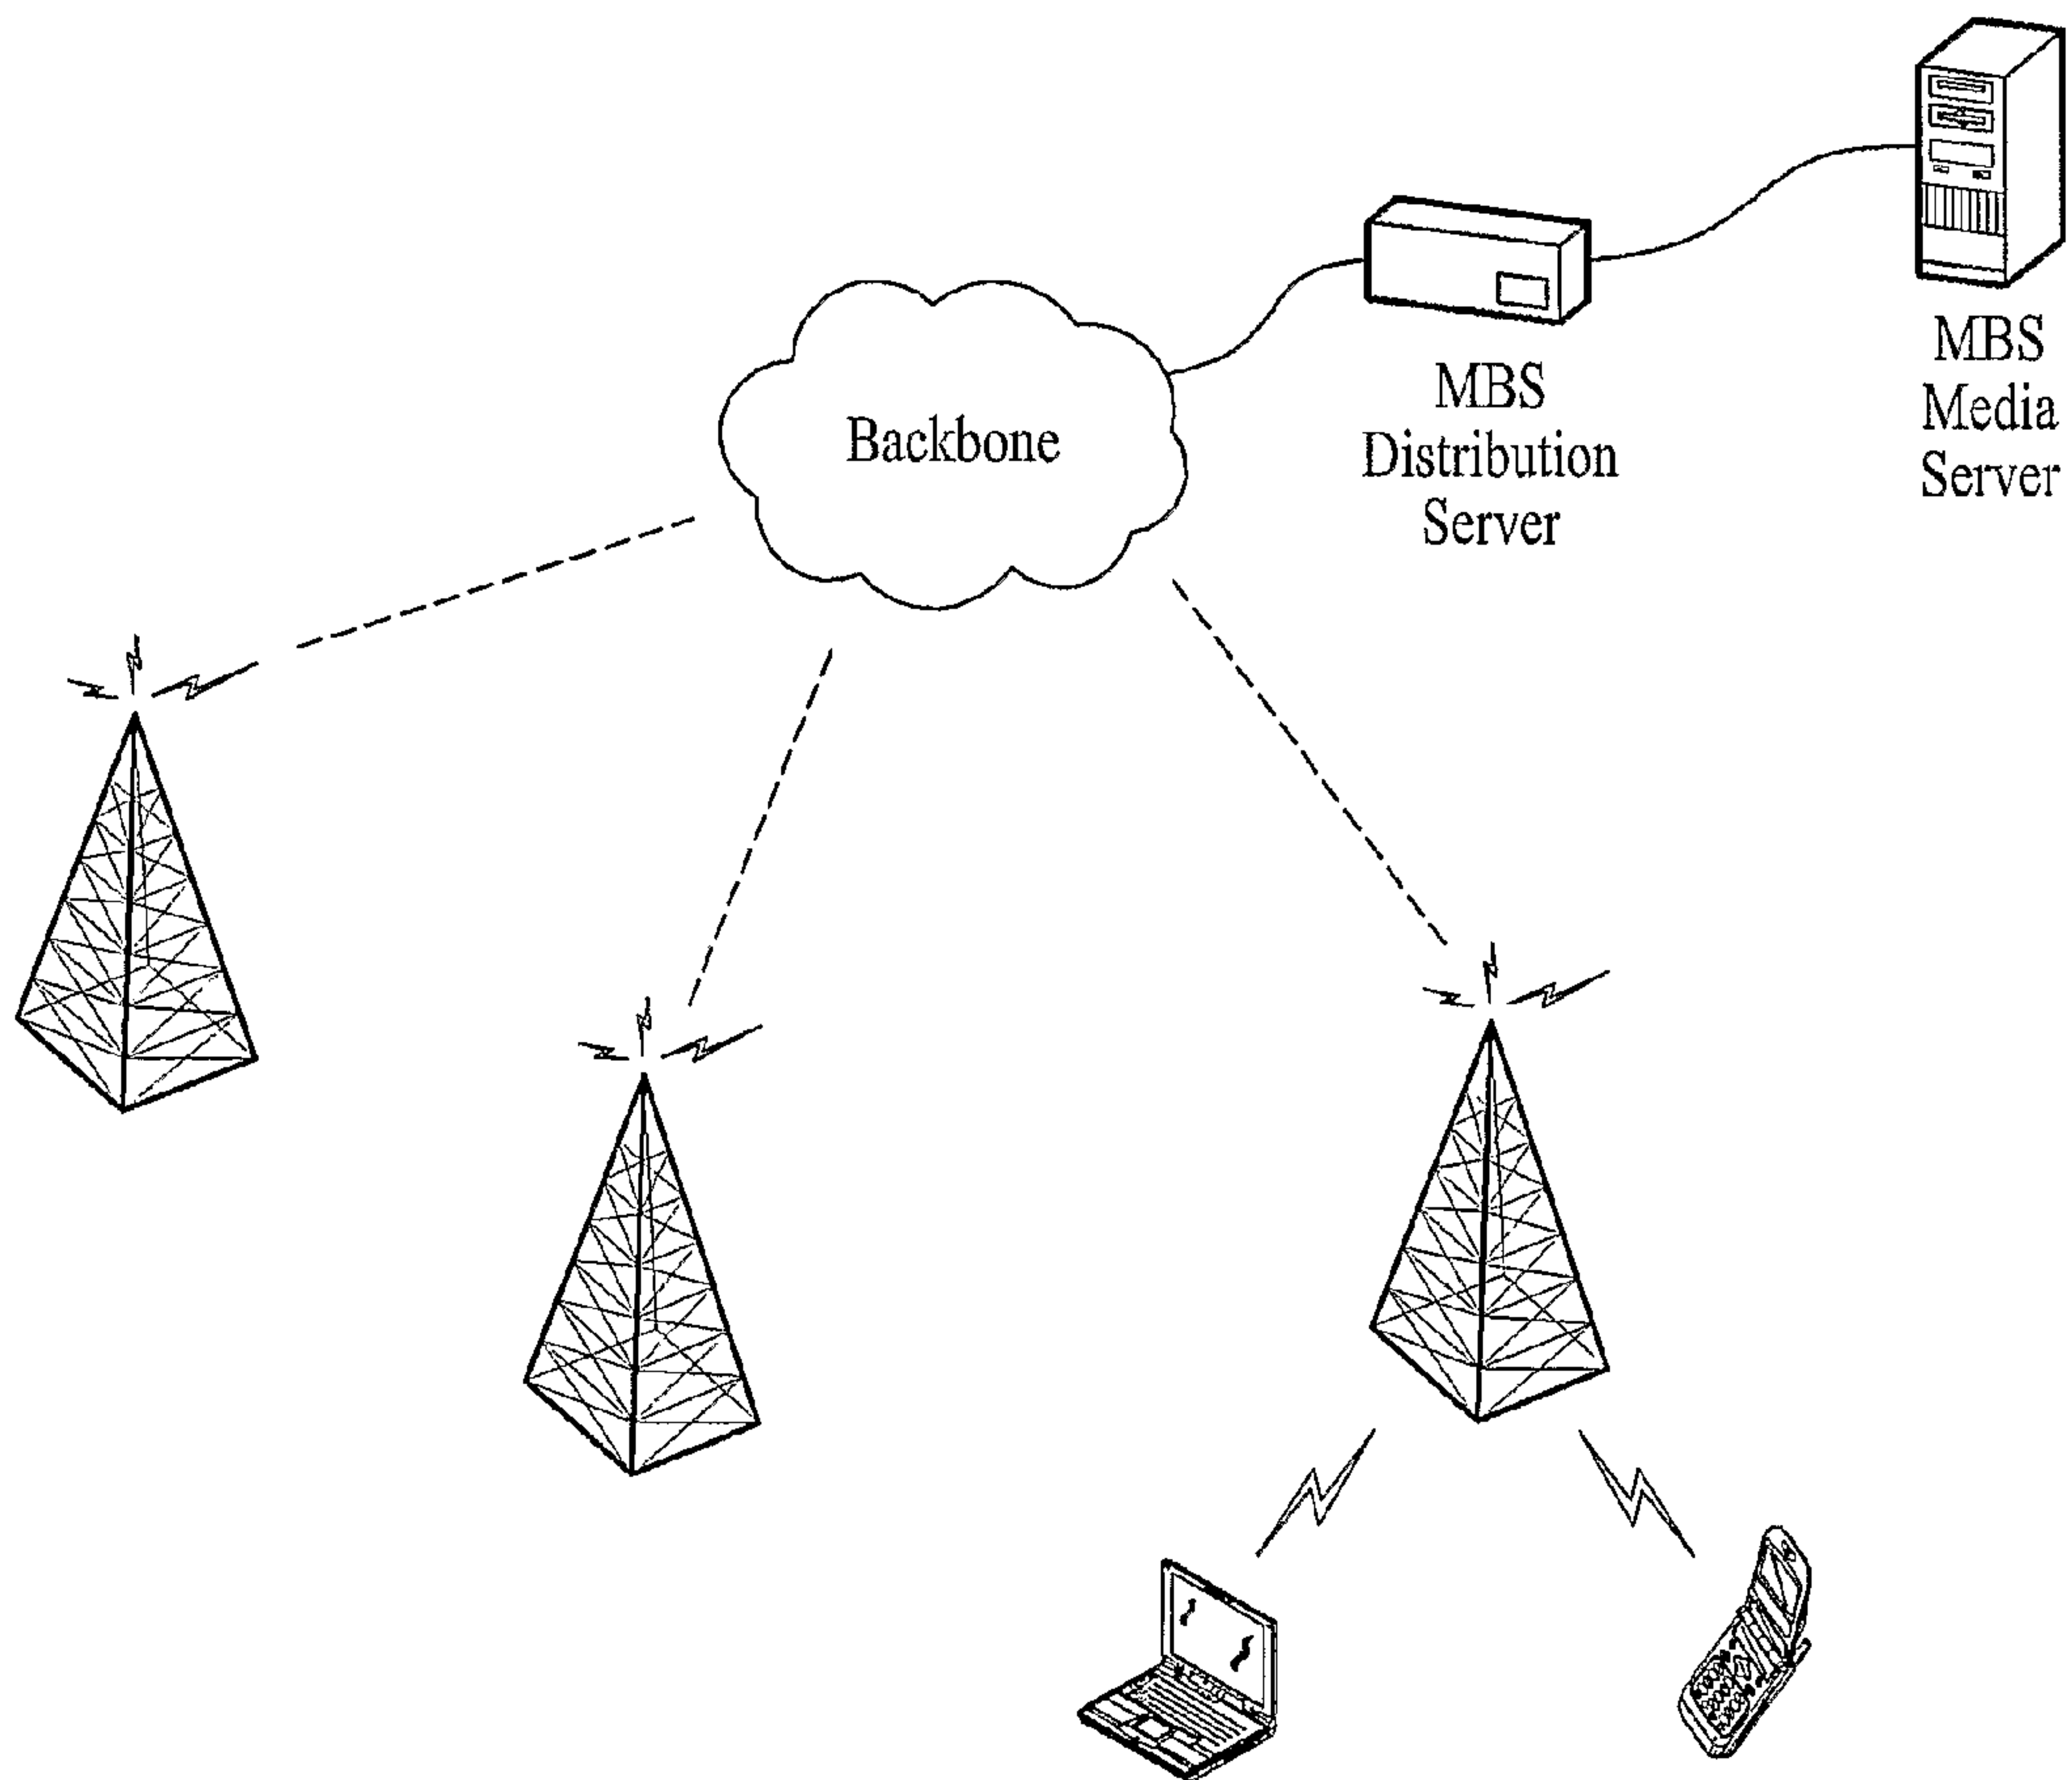 Backbone
MBS
Distribution
Server
MBS
Media
Server